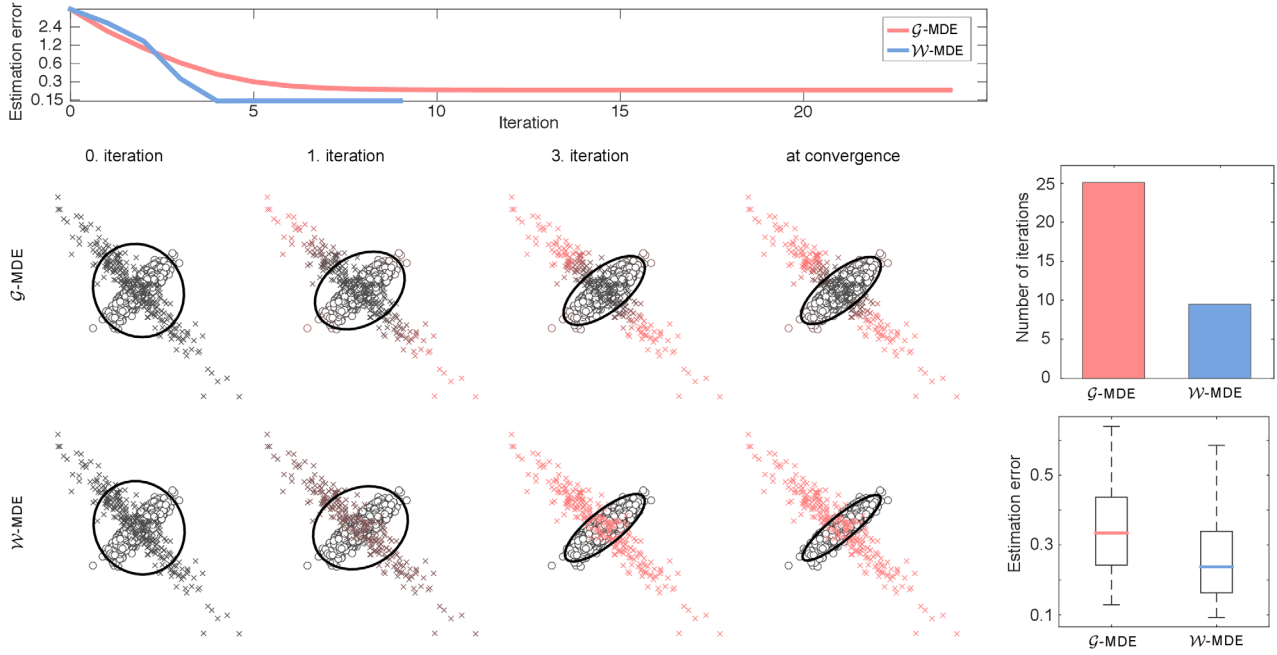 Estimation error
2.4
1.2
0.6
0.3
0.15
0
5
10
15
20
Iteration
𝒢-MDE
𝒲-MDE
0. iteration
1. iteration
3. iteration
at convergence
𝒢-MDE
𝒲-MDE
Number of iterations
25
20
15
10
5
0
𝒢-MDE
𝒲-MDE
Estimation error
0.5
0.3
0.1
𝒢-MDE
𝒲-MDE